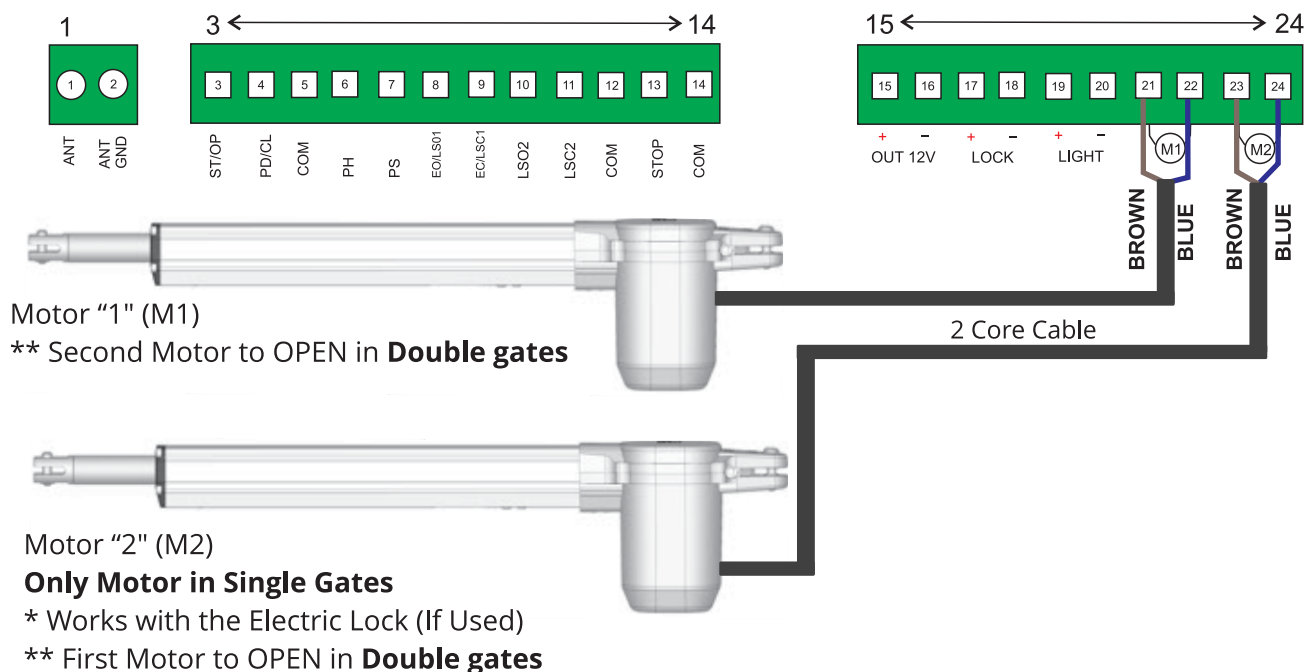 1
3
14
15
24
1 2
3 4 5 6 7 8 9 10 11 12 13 14
15 16 17 18 19 20 21 22 23 24
ANT
ANT GND
ST/OP
PD/CL
COM
PH
PS
EO/LS01
EC/LSC1
LSO2
LSC2
COM
STOP
COM
+ − + − + −
OUT 12V LOCK LIGHT
M1 M2
BROWN
BLUE
BROWN
BLUE
Motor “1" (M1)
** Second Motor to OPEN in Double gates
2 Core Cable
Motor “2" (M2)
Only Motor in Single Gates
* Works with the Electric Lock (If Used)
** First Motor to OPEN in Double gates